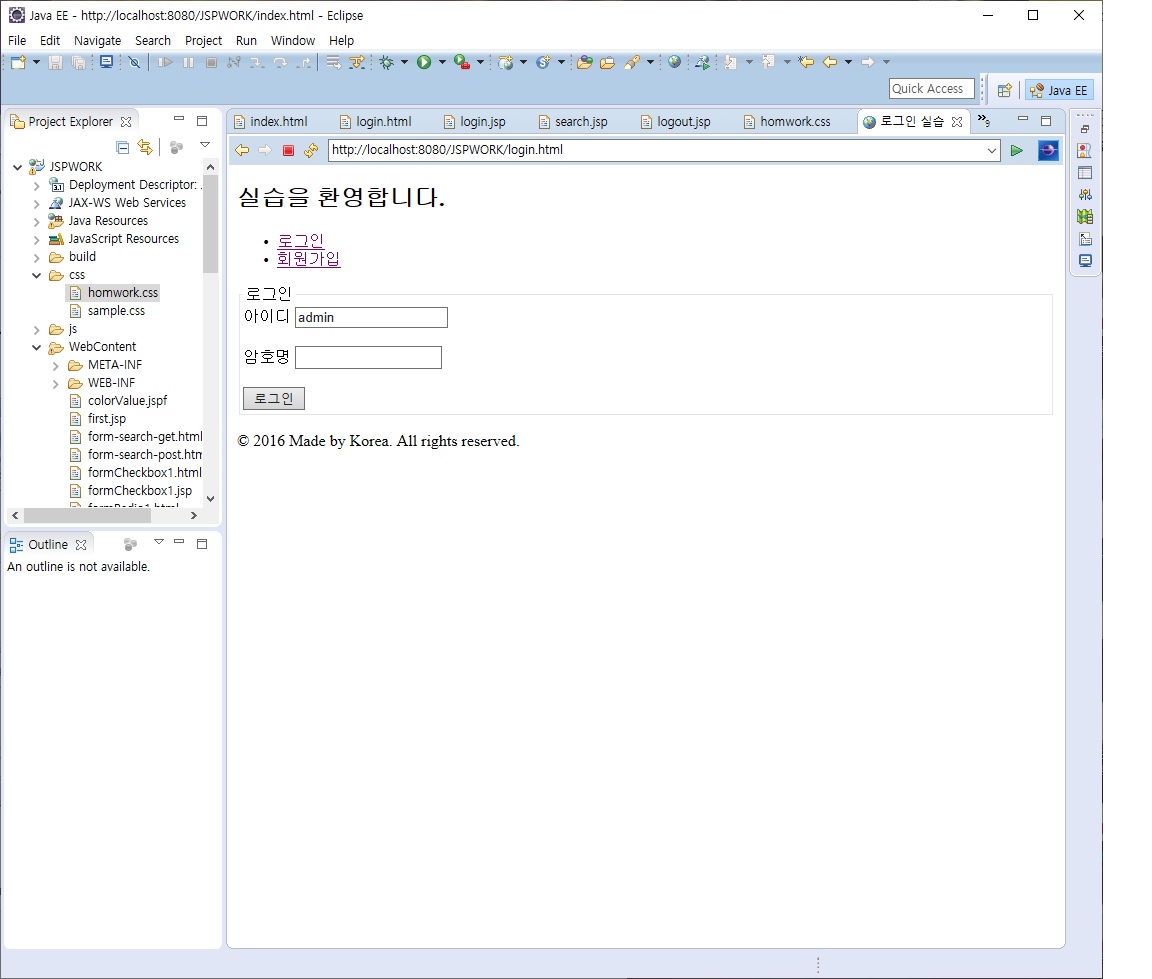 Java EE - http://localhost:8080/JSPWORK/index.html - Eclipse
File Edit Navigate Search Project Run Window Help
Quick Access
Java EE
Project Explorer
JSPWORK
Deployment Descriptor: .
JAX-WS Web Services
Java Resources
JavaScript Resources
build
css
homwork.css
sample.css
js
WebContent
META-INF
WEB-INF
colorValue.jspf
first.jsp
form-search-get.html
form-search-post.htm
formCheckbox1.html
formCheckbox1.jsp
formRadio1.html
Outline
An outline is not available.
index.html login.html login.jsp search.jsp logout.jsp homwork.css 로그인 실습 »9
http://localhost:8080/JSPWORK/login.html
실습을 환영합니다.
• 로그인
• 회원가입
로그인
아이디 admin
암호명
로그인
© 2016 Made by Korea. All rights reserved.